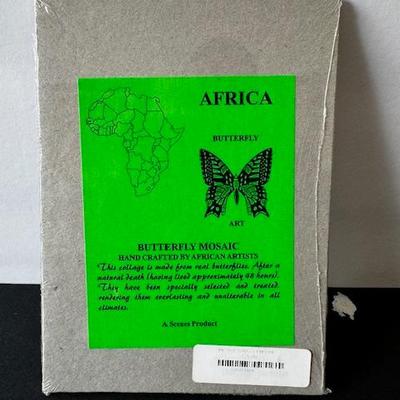 AFRICA
BUTTERFLY
ART
BUTTERFLY MOSAIC
HAND CRAFTED BY AFRICAN ARTISTS
This collage is made from real butterflies. After a
natural death (having lived approximately 48 hours).
They have been specially selected and treated,
rendering them everlasting and unalterable in all
climates.
A Scenes Product